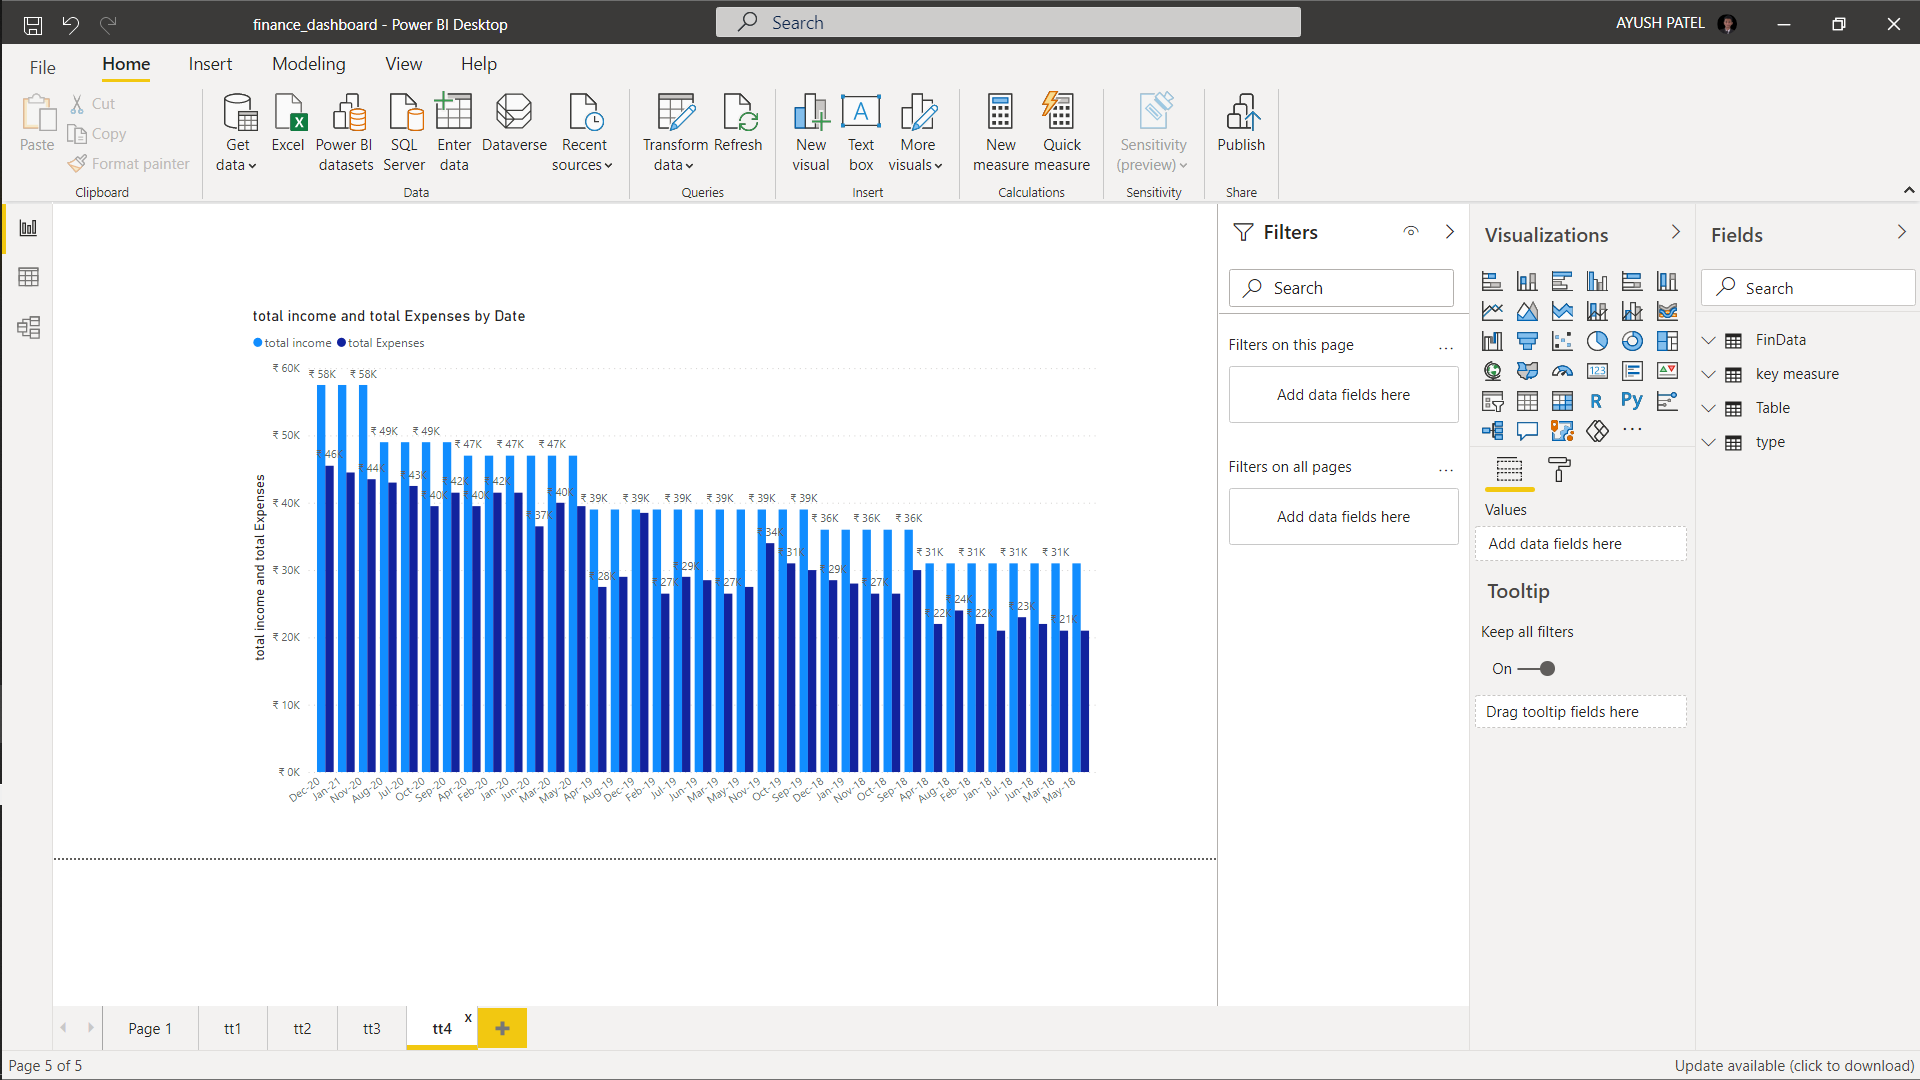 finance_dashboard - Power BI Desktop
Search
AYUSH PATEL
File
Home
Insert
Modeling
View
Help
Paste
Cut
Copy
Format painter
Clipboard
Get data
Excel
Power BI datasets
SQL Server
Enter data
Dataverse
Recent sources
Data
Transform data
Refresh
Queries
New visual
A
Text box
More visuals
Insert
New measure
Quick measure
Calculations
Sensitivity (preview)
Sensitivity
Publish
Share
total income and total Expenses by Date
total income
total Expenses
total income and total Expenses
₹ 60K
₹ 50K
₹ 40K
₹ 30K
₹ 20K
₹ 10K
₹ 0K
₹ 58K
₹ 58K
₹ 49K
₹ 49K
₹ 47K
₹ 47K
₹ 47K
₹ 39K
₹ 39K
₹ 39K
₹ 39K
₹ 39K
₹ 39K
₹ 36K
₹ 36K
₹ 36K
₹ 31K
₹ 31K
₹ 31K
₹ 31K
₹ 46K
₹ 44K
₹ 43K
₹ 40K
₹ 42K
₹ 40K
₹ 42K
₹ 37K
₹ 40K
₹ 28K
₹ 27K
₹ 29K
₹ 27K
₹ 34K
₹ 31K
₹ 29K
₹ 27K
₹ 22K
₹ 24K
₹ 22K
₹ 23K
₹ 21K
Dec-20
Jan-21
Nov-20
Aug-20
Jul-20
Oct-20
Sep-20
Apr-20
Feb-20
Jan-20
Jun-20
Mar-20
May-20
Apr-19
Aug-19
Dec-19
Feb-19
Jul-19
Jun-19
Mar-19
May-19
Nov-19
Oct-19
Sep-19
Dec-18
Jan-19
Nov-18
Oct-18
Sep-18
Apr-18
Aug-18
Feb-18
Jan-18
Jul-18
Jun-18
Mar-18
May-18
Filters
Search
Filters on this page
...
Add data fields here
Filters on all pages
...
Add data fields here
Visualizations
123
R
Py
...
Values
Add data fields here
Tooltip
Keep all filters
On
Drag tooltip fields here
Fields
Search
FinData
key measure
Table
type
Page 1
tt1
tt2
tt3
tt4
x
+
Page 5 of 5
Update available (click to download)